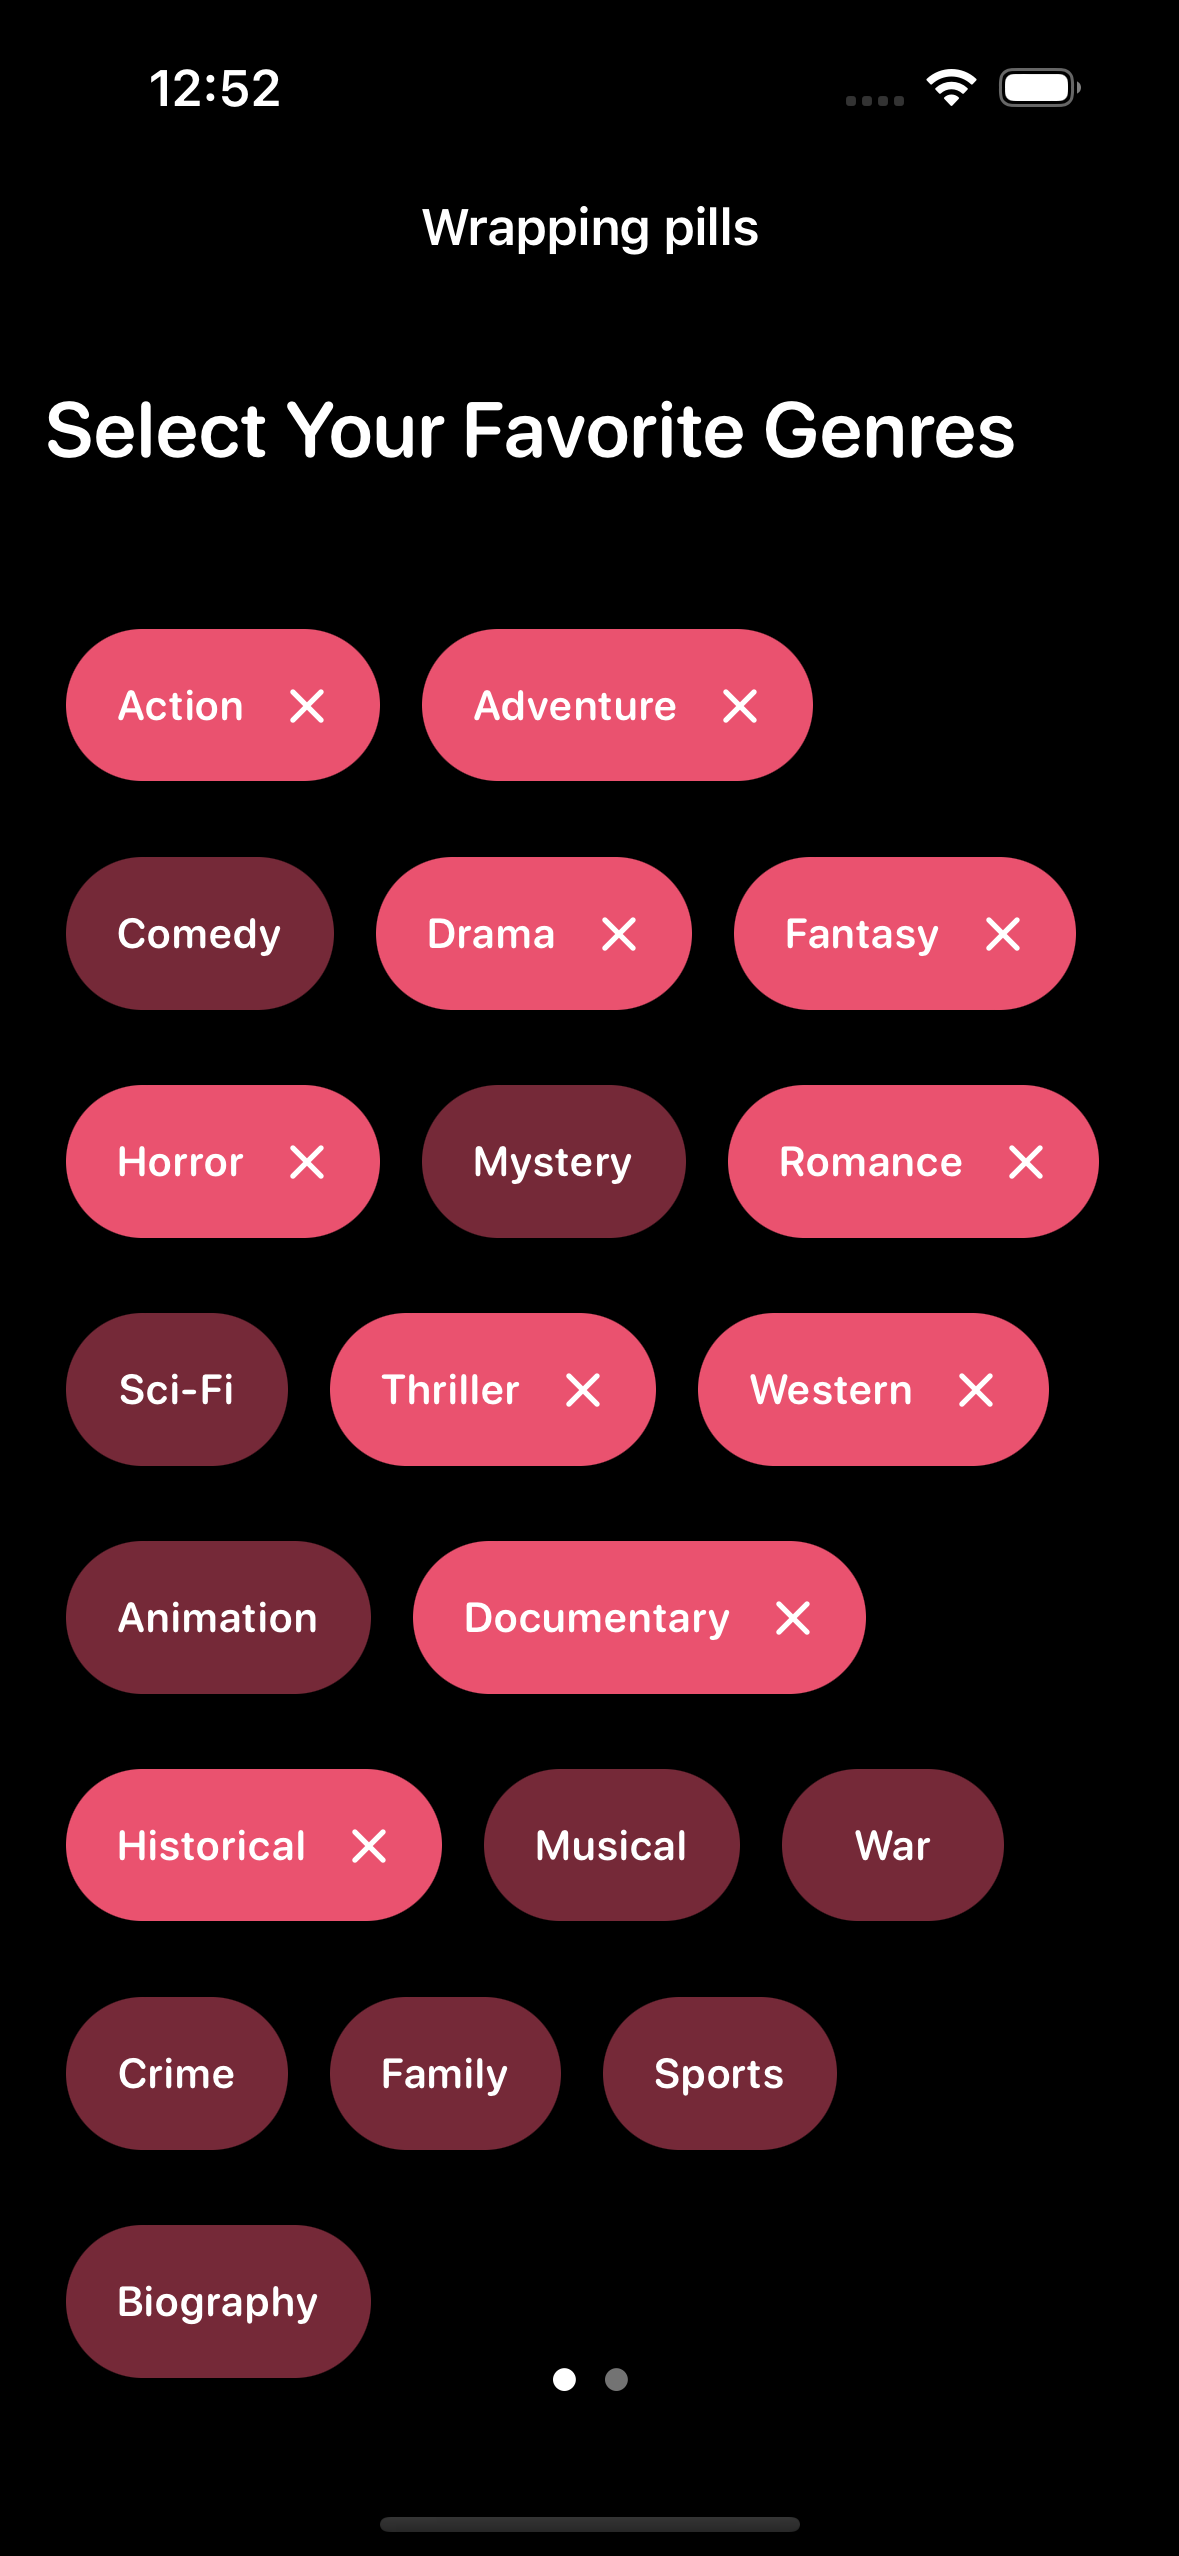 12:52
Wrapping pills
Select Your Favorite Genres
Action Adventure
Comedy Drama Fantasy
Horror Mystery Romance
Sci-Fi Thriller Western
Animation Documentary
Historical Musical War
Crime Family Sports
Biography